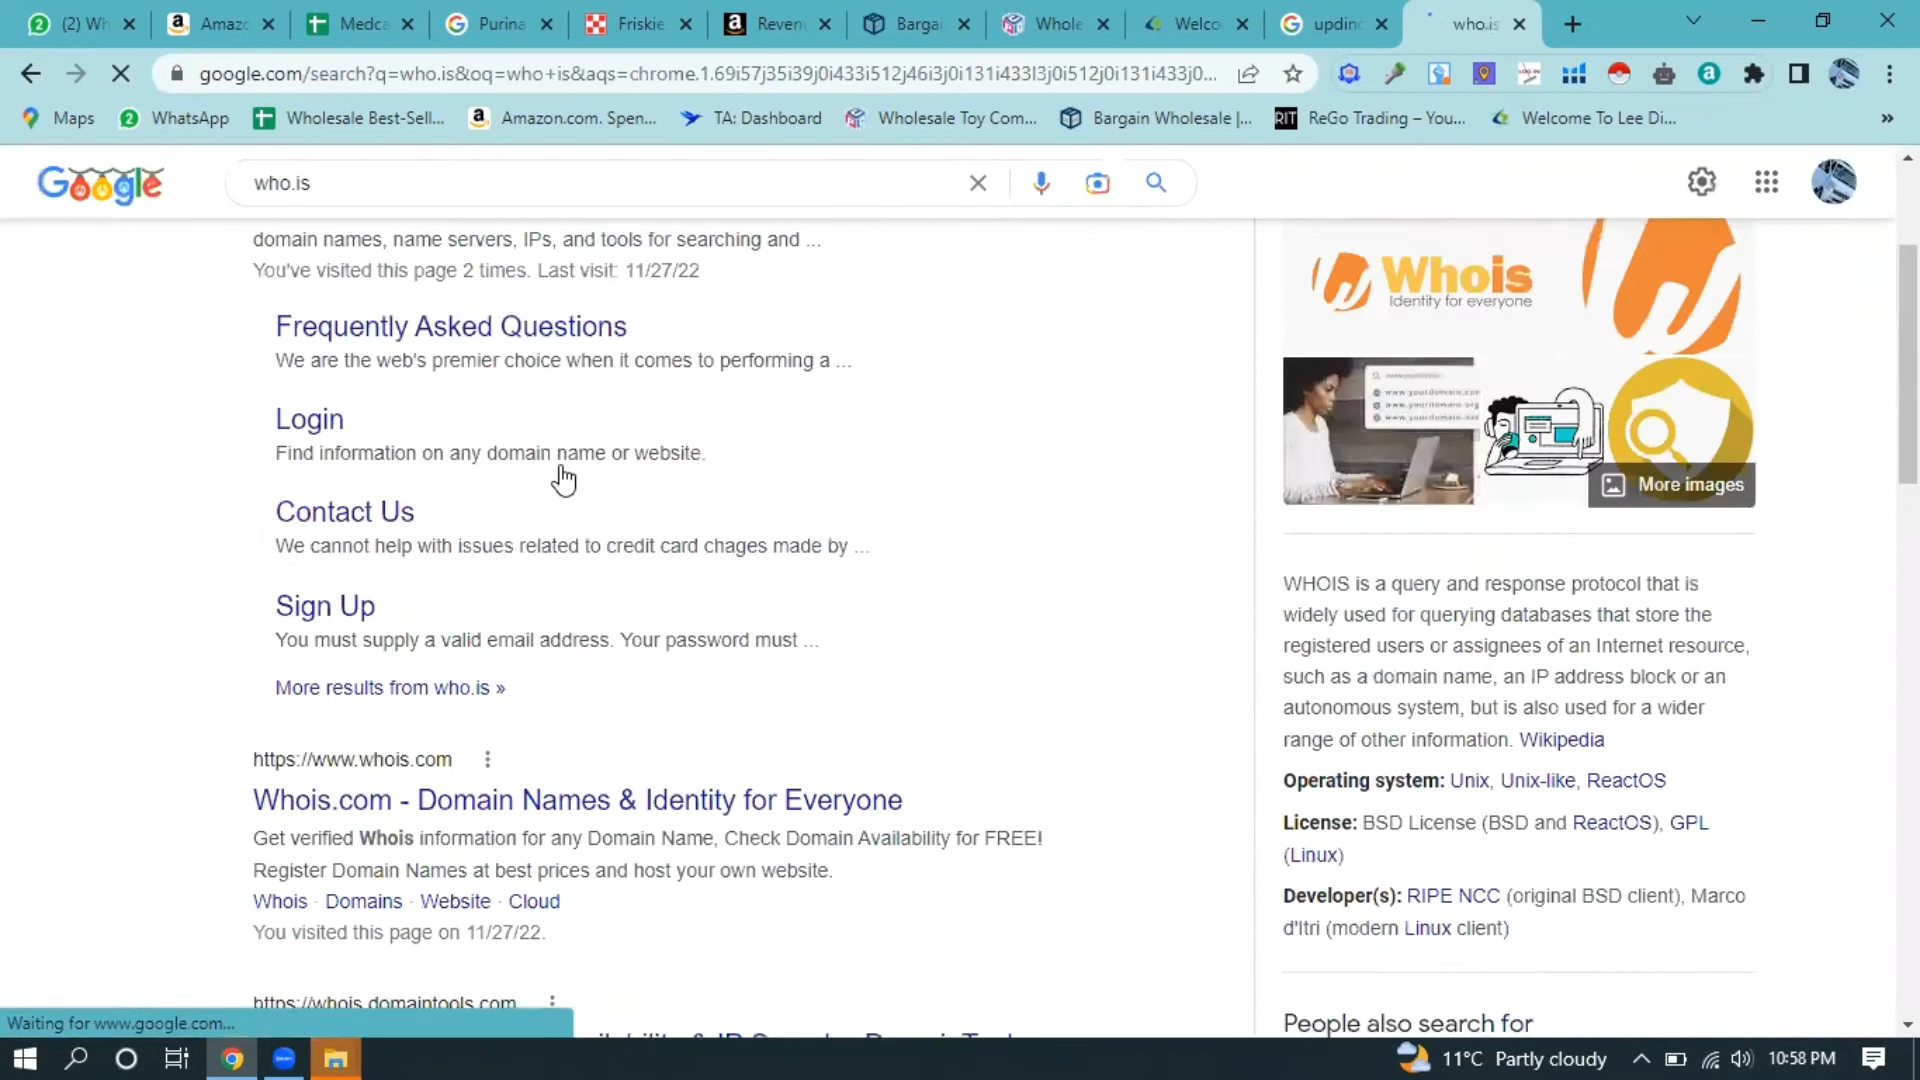 (2) Wh
Amazo
Medca
Purina
Friskie
Reven
Bargai
Whole
Welco
updin
who.is
google.com/search?q=who.is&oq=who+is&aqs=chrome.1.69i57j35i39j0i433i512j46i3j0i131i433l3j0i512j0i131i433j0...
Maps
WhatsApp
Wholesale Best-Sell...
Amazon.com. Spen...
TA: Dashboard
Wholesale Toy Com...
Bargain Wholesale |...
RIT
ReGo Trading – You...
Welcome To Lee Di...
»
Google
who.is
domain names, name servers, IPs, and tools for searching and ...
You've visited this page 2 times. Last visit: 11/27/22
Frequently Asked Questions
We are the web's premier choice when it comes to performing a ...
Login
Find information on any domain name or website.
Contact Us
We cannot help with issues related to credit card chages made by ...
Sign Up
You must supply a valid email address. Your password must ...
More results from who.is »
https://www.whois.com
Whois.com - Domain Names & Identity for Everyone
Get verified Whois information for any Domain Name, Check Domain Availability for FREE!
Register Domain Names at best prices and host your own website.
Whois · Domains · Website · Cloud
You visited this page on 11/27/22.
https://whois.domaintools.com
Whois
Identity for everyone
More images
WHOIS is a query and response protocol that is
widely used for querying databases that store the
registered users or assignees of an Internet resource,
such as a domain name, an IP address block or an
autonomous system, but is also used for a wider
range of other information. Wikipedia
Operating system: Unix, Unix-like, ReactOS
License: BSD License (BSD and ReactOS), GPL
(Linux)
Developer(s): RIPE NCC (original BSD client), Marco
d'Itri (modern Linux client)
People also search for
Waiting for www.google.com...
11°C Partly cloudy
10:58 PM